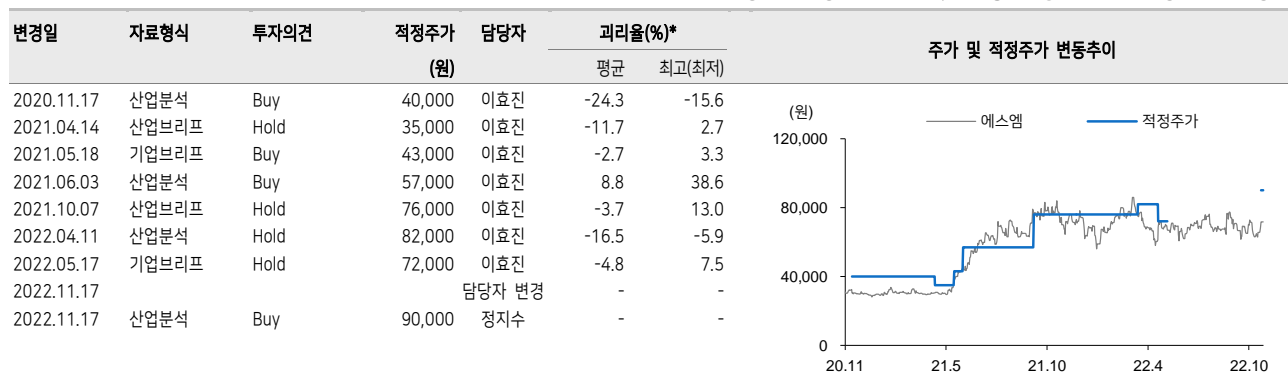 변경일 자료형식 투자의견 적정주가 담당자 괴리율(%)* 주가 및 적정주가 변동추이
(원) 평균 최고(최저)
2020.11.17 산업분석 Buy 40,000 이효진 -24.3 -15.6
2021.04.14 산업브리프 Hold 35,000 이효진 -11.7 2.7
2021.05.18 기업브리프 Buy 43,000 이효진 -2.7 3.3
2021.06.03 산업분석 Buy 57,000 이효진 8.8 38.6
2021.10.07 산업브리프 Hold 76,000 이효진 -3.7 13.0
2022.04.11 산업분석 Hold 82,000 이효진 -16.5 -5.9
2022.05.17 기업브리프 Hold 72,000 이효진 -4.8 7.5
2022.11.17 담당자 변경 - -
2022.11.17 산업분석 Buy 90,000 정지수 - -
(원) 에스엠 적정주가
120,000
80,000
40,000
0
20.11 21.5 21.10 22.4 22.10